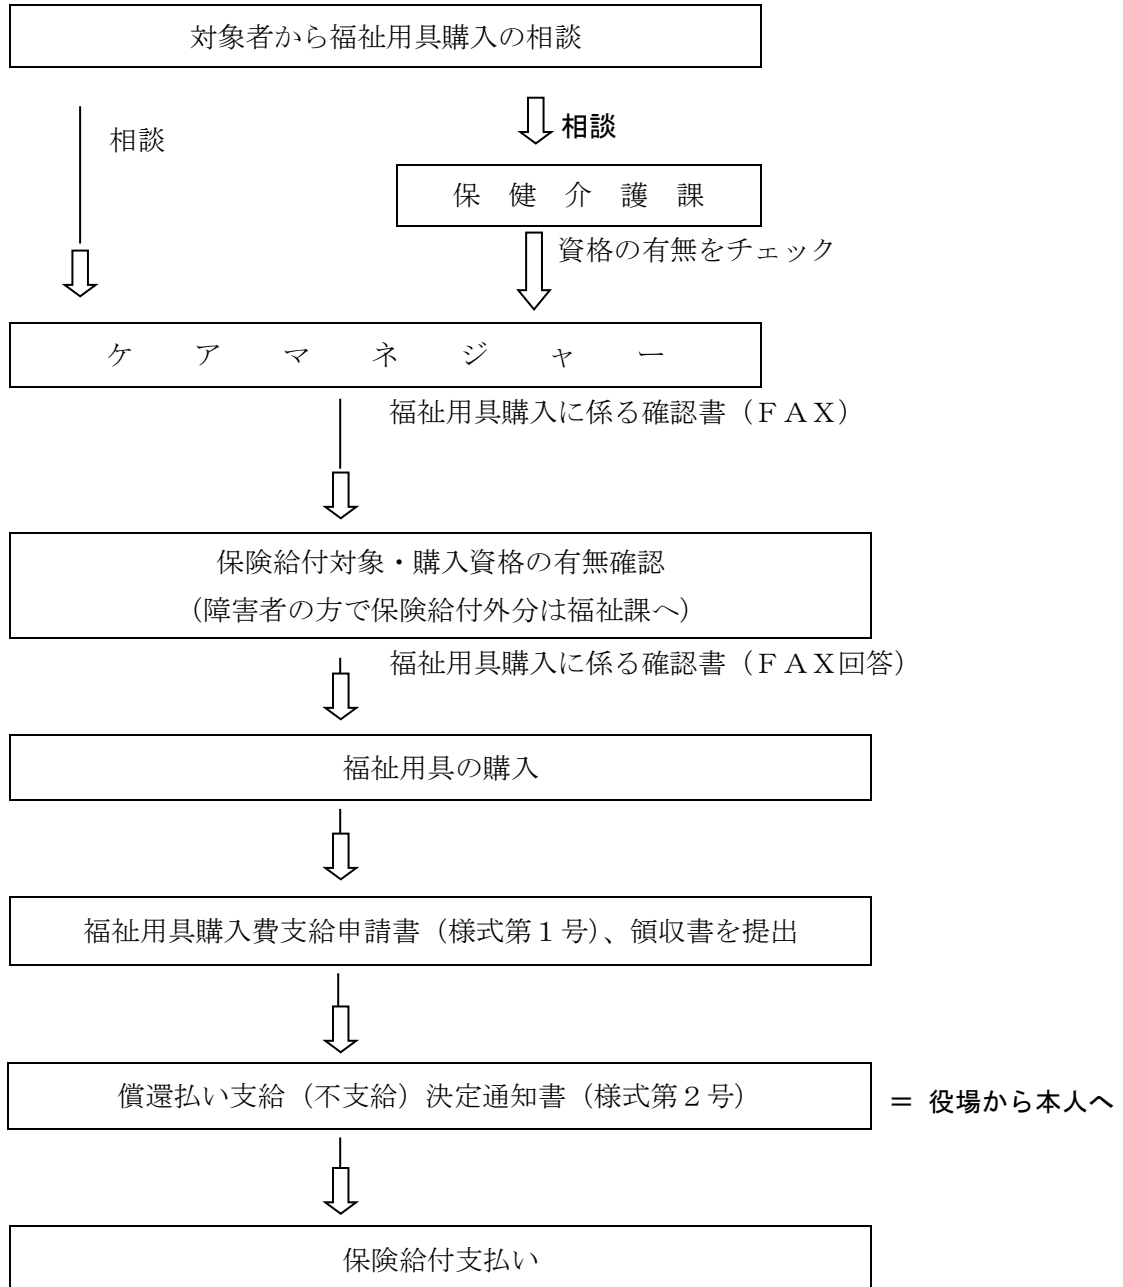 対象者から福祉用具購入の相談
相談
相談
保　健　介　護　課
資格の有無をチェック
ケ　ア　マ　ネ　ジ　ャ　ー
福祉用具購入に係る確認書（ＦＡＸ）
保険給付対象・購入資格の有無確認
（障害者の方で保険給付外分は福祉課へ）
福祉用具購入に係る確認書（ＦＡＸ回答）
福祉用具の購入
福祉用具購入費支給申請書（様式第１号）、領収書を提出
償還払い支給（不支給）決定通知書（様式第２号）
＝ 役場から本人へ
保険給付支払い